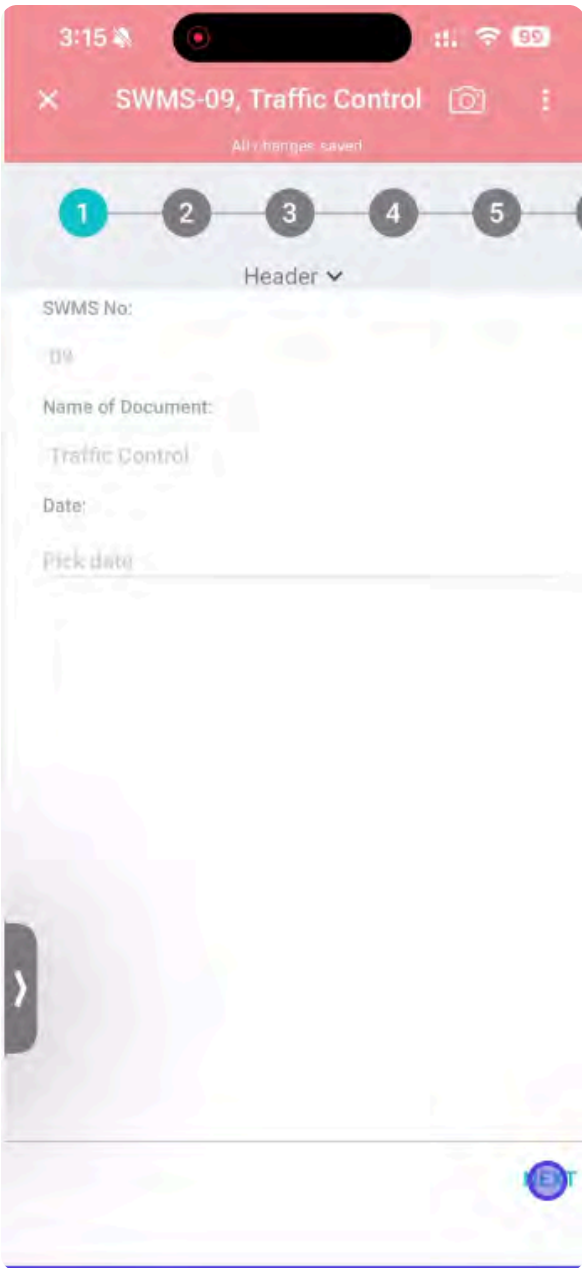 3:15
99
SWMS-09, Traffic Control
All changes saved
1 2 3 4 5
Header
SWMS No:
09
Name of Document:
Traffic Control
Date:
Pick date
NEXT